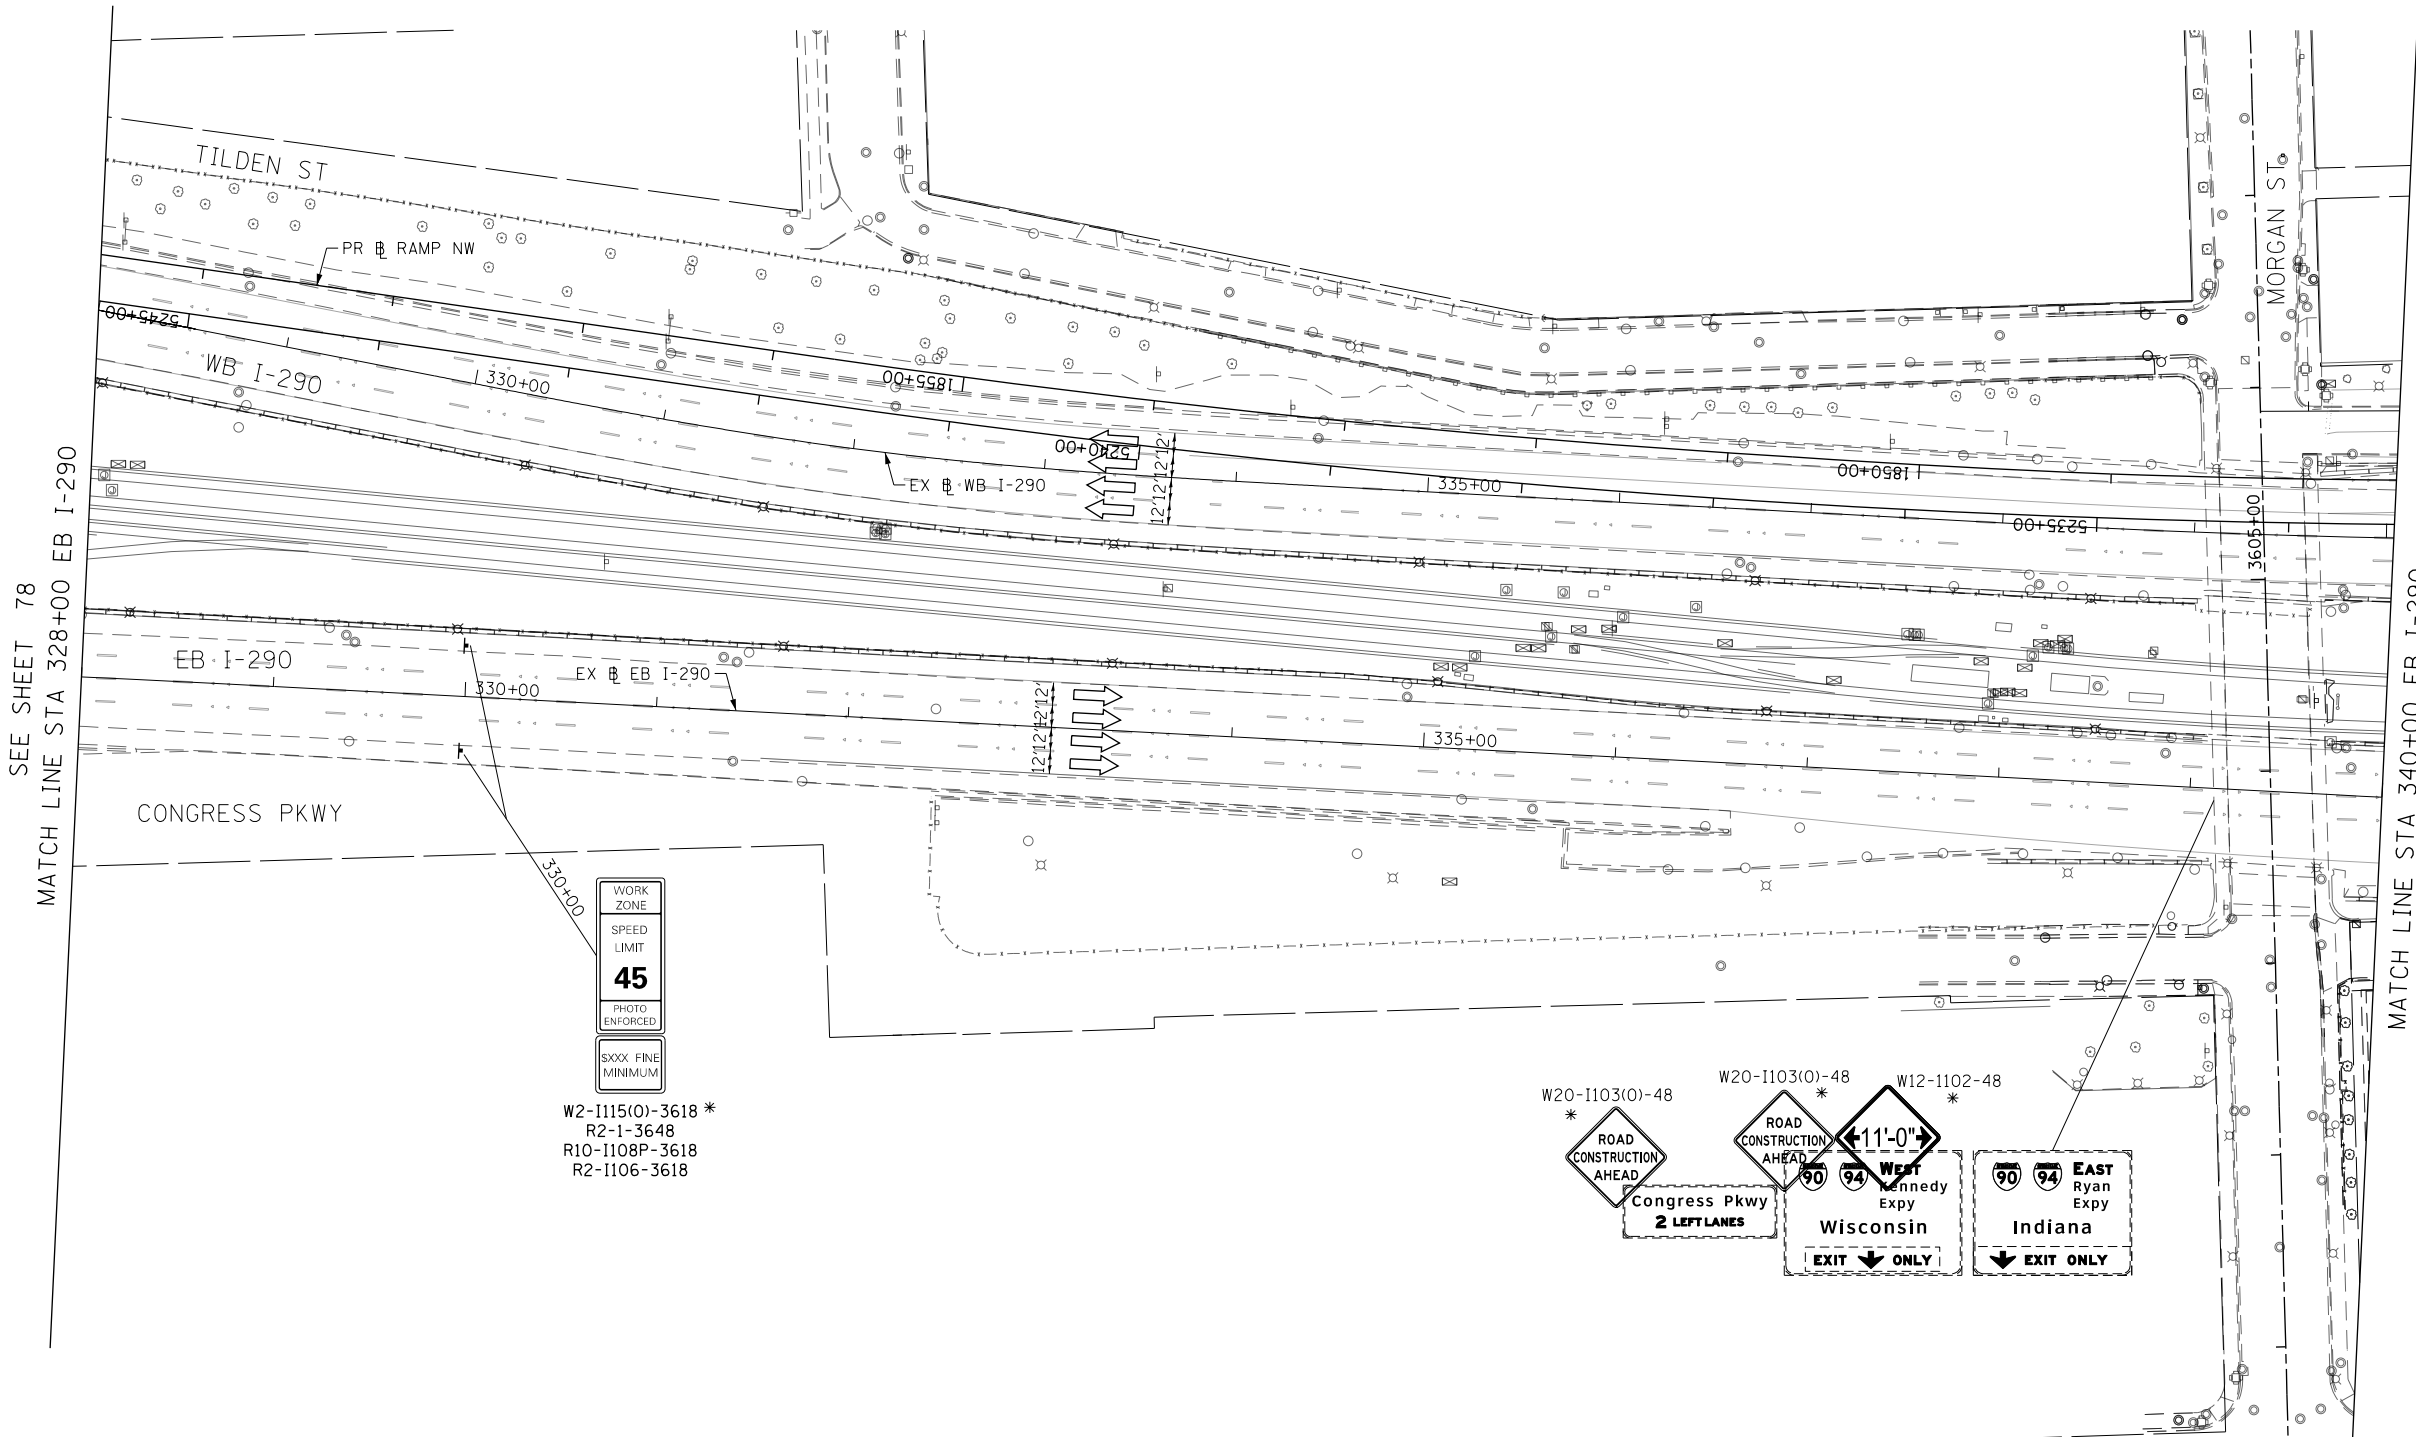 TILDEN ST
PR B RAMP NW
MORGAN ST.
5245+00
WB I-290
330+00
1855+00
5240+00
12' 12' 12' 12'
EX B WB I-290
335+00
1850+00
5235+00
3605+00
SEE SHEET 78
MATCH LINE STA 328+00 EB I-290
EB I-290
330+00
EX B EB I-290
12' 12' 12' 12'
335+00
MATCH LINE STA 340+00 EB I-290
CONGRESS PKWY
330+00
WORK
ZONE
SPEED
LIMIT
45
PHOTO
ENFORCED
$XXX FINE
MINIMUM
W2-I115(O)-3618 *
R2-1-3648
R10-I108P-3618
R2-I106-3618
W20-I103(O)-48
*
ROAD
CONSTRUCTION
AHEAD
Congress Pkwy
2 LEFT LANES
W20-I103(O)-48
*
ROAD
CONSTRUCTION
AHEAD
W12-1102-48
*
11'-0"
90 94 WEST
Kennedy
Expy
Wisconsin
EXIT ONLY
90 94 EAST
Ryan
Expy
Indiana
EXIT ONLY